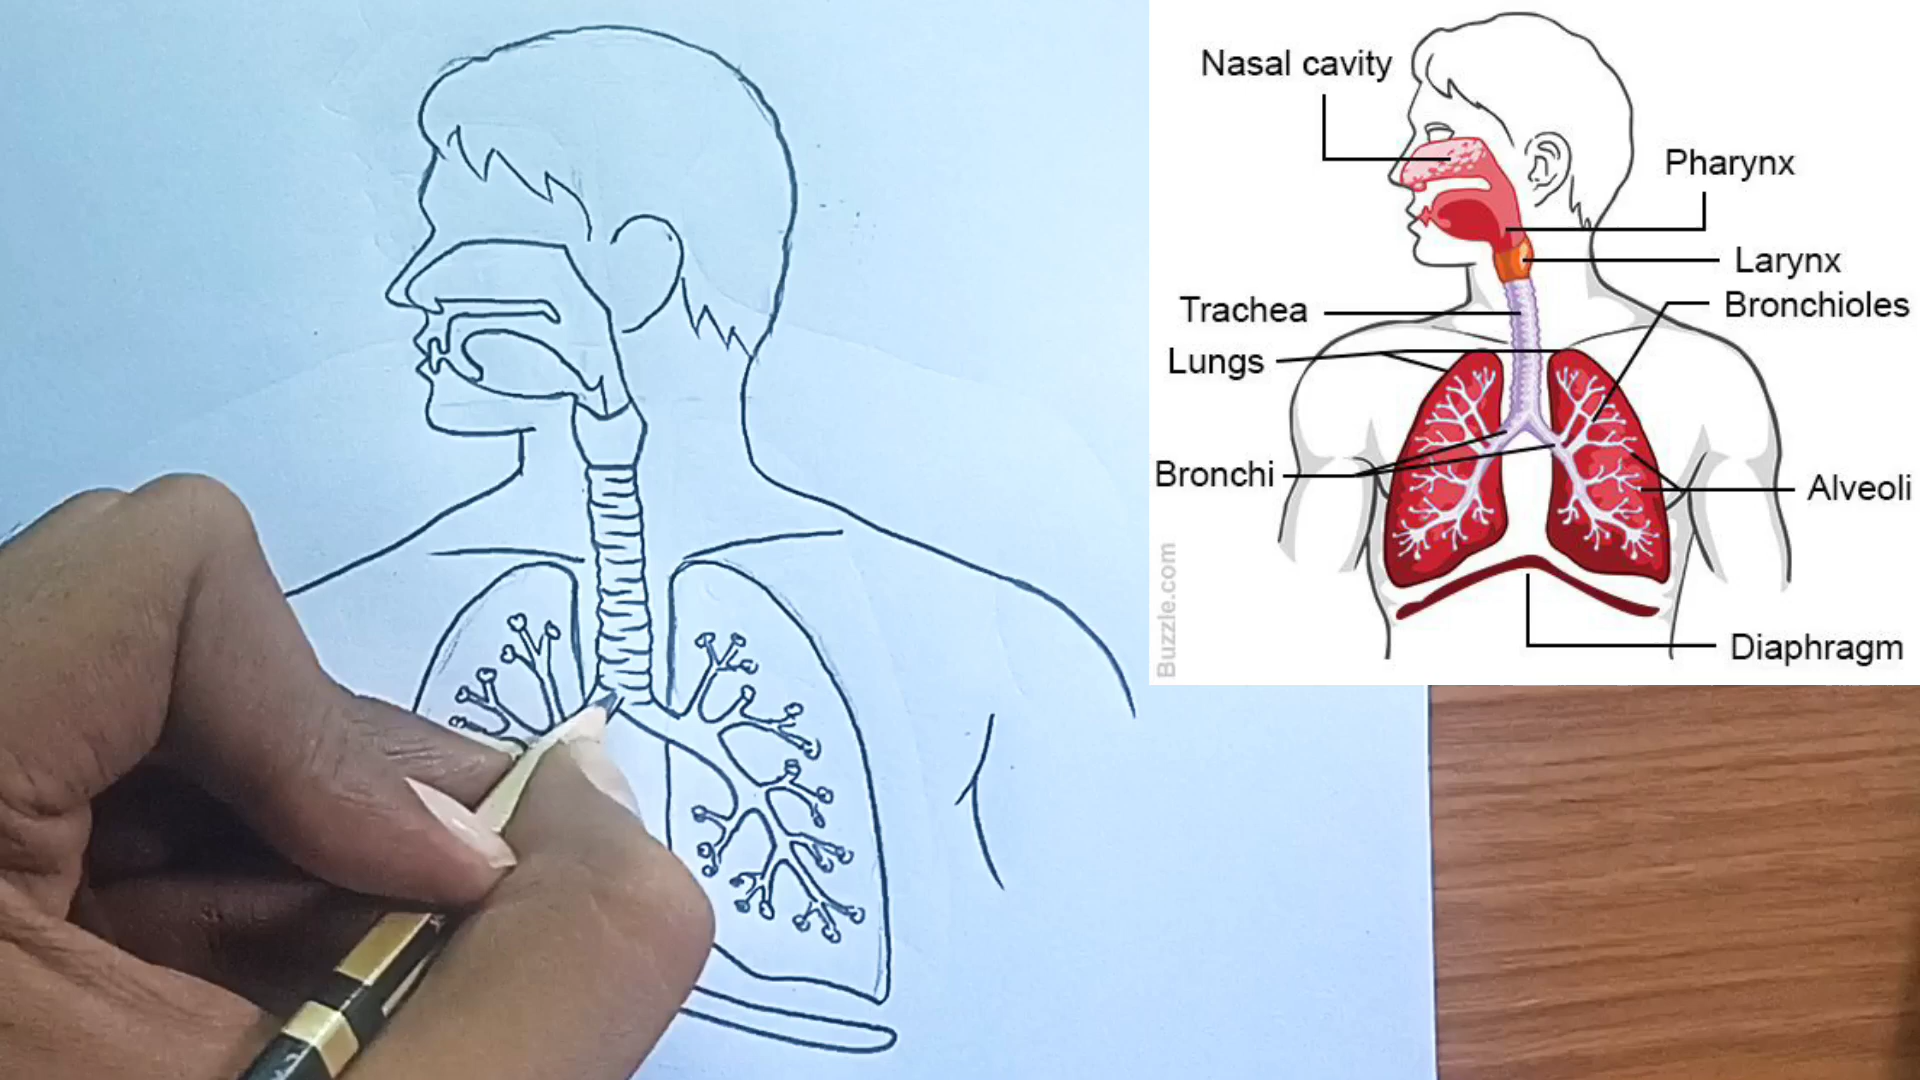 Nasal cavity
Pharynx
Larynx
Bronchioles
Trachea
Lungs
Bronchi
Alveoli
Diaphragm
Buzzle.com